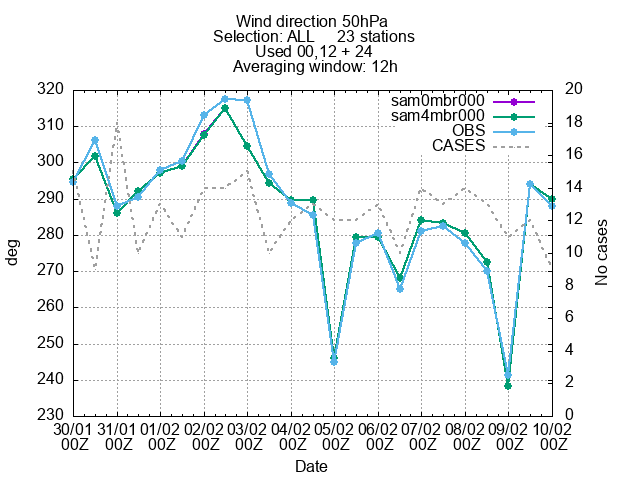 Wind direction 50hPa
Selection: ALL 23 stations
Used 00,12 + 24
Averaging window: 12h
sam0mbr000
sam4mbr000
OBS
CASES
320
310
300
290
280
270
260
250
240
230
deg
20
18
16
14
12
10
8
6
4
2
0
No cases
30/01 31/01 01/02 02/02 03/02 04/02 05/02 06/02 07/02 08/02 09/02 10/02
00Z 00Z 00Z 00Z 00Z 00Z 00Z 00Z 00Z 00Z 00Z 00Z
Date